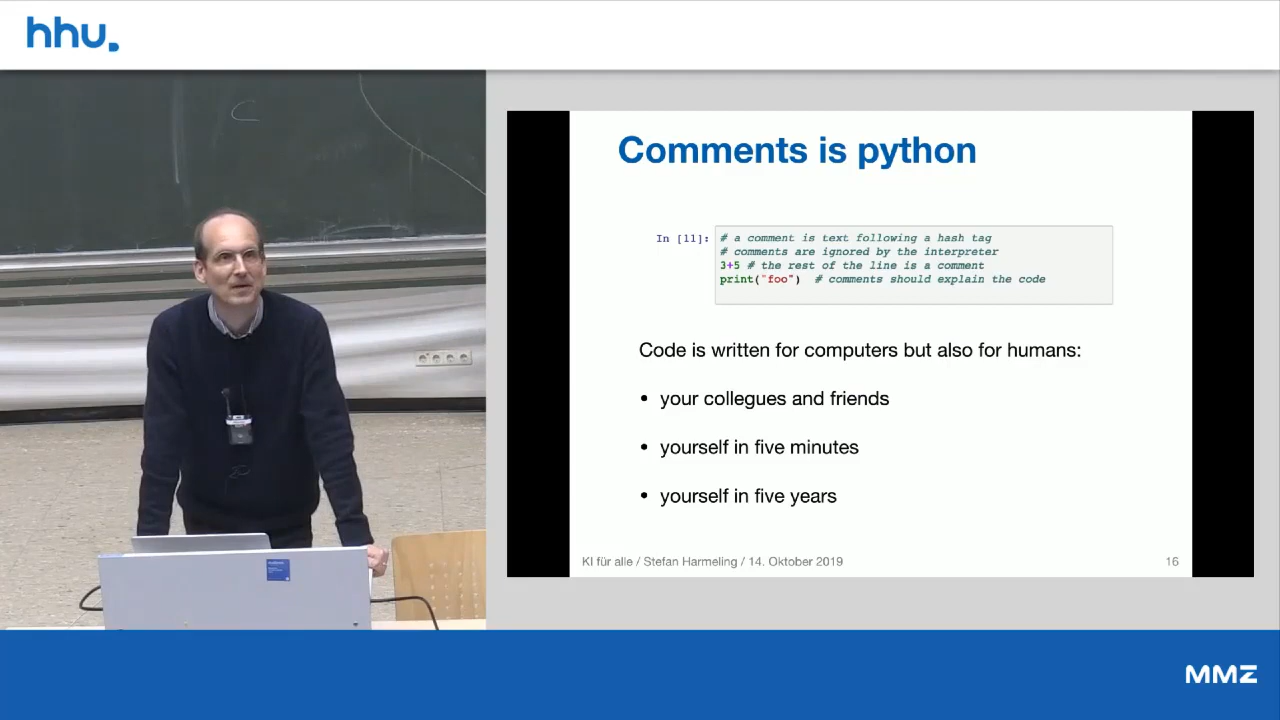 hhu.
C
Comments is python
In [11]:
# a comment is text following a hash tag
# comments are ignored by the interpreter
3+5 # the rest of the line is a comment
print("foo")  # comments should explain the code
Code is written for computers but also for humans:
• your collegues and friends
• yourself in five minutes
• yourself in five years
KI für alle / Stefan Harmeling / 14. Oktober 2019
16
MMZ